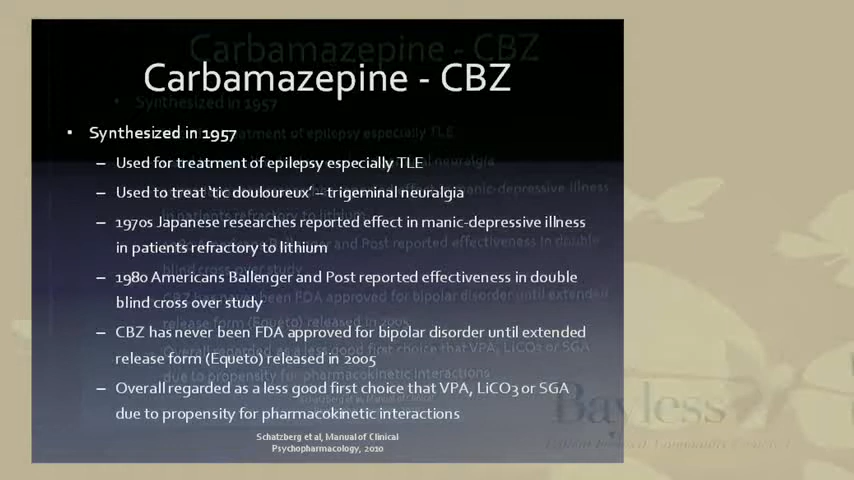 Carbamazepine - CBZ
• Synthesized in 1957
– Used for treatment of epilepsy especially TLE
– Used to treat 'tic douloureux' – trigeminal neuralgia
– 1970s Japanese researches reported effect in manic-depressive illness
in patients refractory to lithium
– 1980 Americans Ballenger and Post reported effectiveness in double
blind cross over study
– CBZ has never been FDA approved for bipolar disorder until extended
release form (Equeto) released in 2005
– Overall regarded as a less good first choice that VPA, LiCO3 or SGA
due to propensity for pharmacokinetic interactions
Schatzberg et al, Manual of Clinical
Psychopharmacology, 2010
Bayless